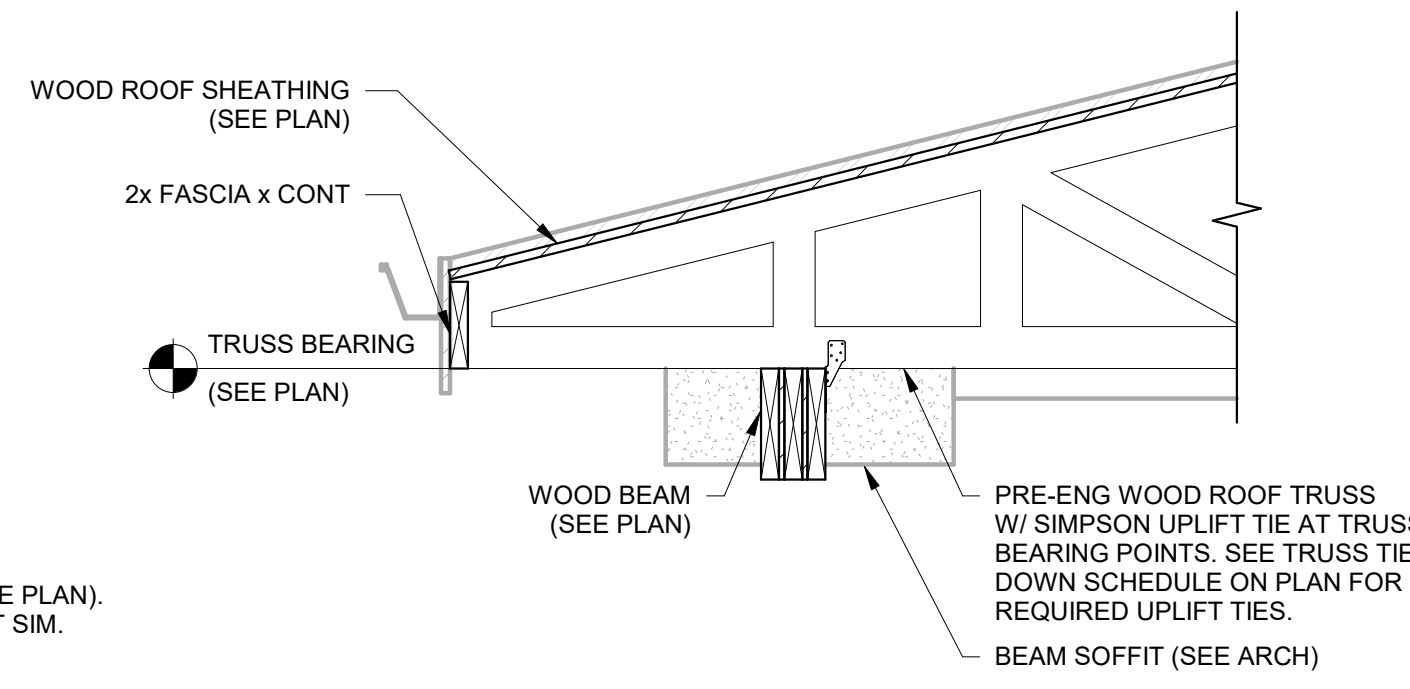 WOOD ROOF SHEATHING
(SEE PLAN)
2x FASCIA x CONT
TRUSS BEARING
(SEE PLAN)
WOOD BEAM
(SEE PLAN)
PRE-ENG WOOD ROOF TRUSS
W/ SIMPSON UPLIFT TIE AT TRUSS
BEARING POINTS. SEE TRUSS TIE
DOWN SCHEDULE ON PLAN FOR
REQUIRED UPLIFT TIES.
BEAM SOFFIT (SEE ARCH)
PLAN).
SIM.